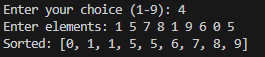 Enter your choice (1-9): 4
Enter elements: 1 5 7 8 1 9 6 0 5
Sorted: [0, 1, 1, 5, 5, 6, 7, 8, 9]